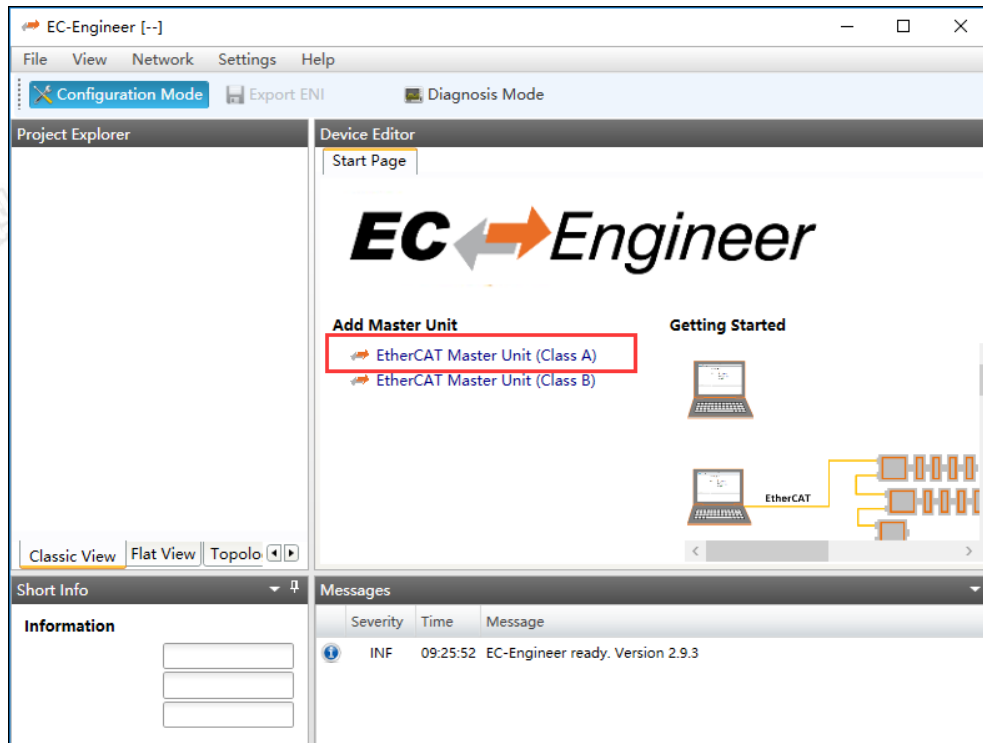 EC-Engineer [--]
File View Network Settings Help
Configuration Mode Export ENI Diagnosis Mode
Project Explorer
Device Editor
Start Page
EC Engineer
Add Master Unit
EtherCAT Master Unit (Class A)
EtherCAT Master Unit (Class B)
Getting Started
EtherCAT
Classic View Flat View Topolo
Short Info
Information
Messages
Severity Time Message
INF 09:25:52 EC-Engineer ready. Version 2.9.3